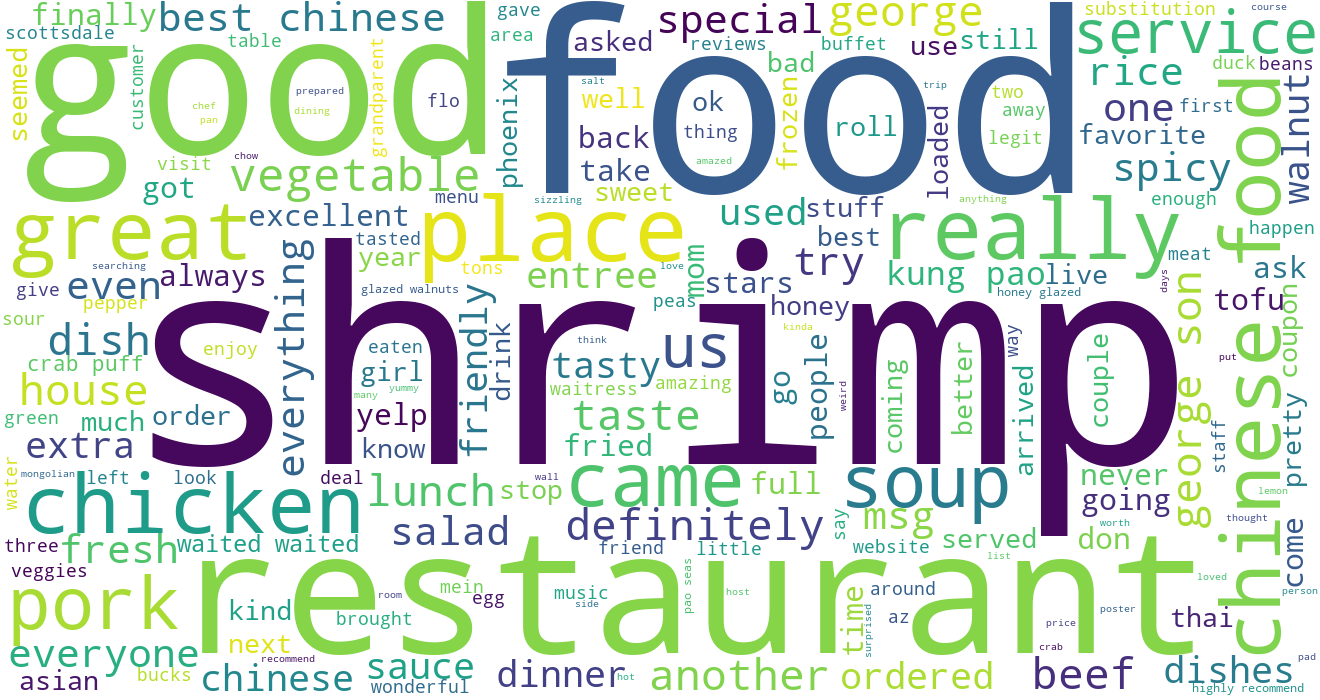 finally
best chinese
special
george
substitution
course
scottsdale
table
gave
area
asked
reviews
buffet
use
still
service
good
food
seemed
customer
grandparent
chef
pan
prepared
dining
flo
salt
well
bad
ok
thing
roll
trip
two
away
legit
rice
duck
beans
one
first
walnut
favorite
visit
chow
phoenix
back
take
amazed
frozen
loaded
spicy
got
vegetable
menu
sizzling
sweet
anything
enough
happen
great
excellent
place
used
stuff
best
really
chinese food
tasted
year
tons
searching
give
even
always
entree
love
mom
try
kung pao
live
meat
ask
pepper
glazed walnuts
peas
stars
honey
honey glazed
days
tofu
sour
everything
shrimp
friendly
drink
kinda
way
put
coupon
george son
dish
crab puff
enjoy
eaten
girl
think
tasty
us
go
people
couple
house
many
yummy
waitress
amazing
weird
coming
better
arrived
green
much
order
yelp
taste
pretty
staff
extra
know
fried
water
mongolian
left
look
deal
wall
chicken
lunch
stop
came
full
soup
never
going
lemon
three
fresh
waited waited
salad
definitely
say
msg
worth
thought
don
come
veggies
friend
little
website
served
list
restaurant
pork
kind
room
brought
mein
egg
music
side
pao seas
host
around
az
time
surprised
loved
person
poster
thai
everyone
next
recommend
price
crab
asian
bucks
chinese
sauce
wonderful
dinner
hot
another
ordered
beef
dishes
pad
highly recommend